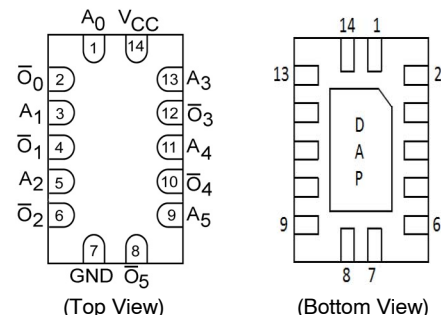 A0 VCC
1 14
O̅0 2 13 A3
A1 3 12 O̅3
O̅1 4 11 A4
A2 5 10 O̅4
O̅2 6 9 A5
7 8
GND O̅5
(Top View)
14 1
13 2
D
A
P
9 6
8 7
(Bottom View)